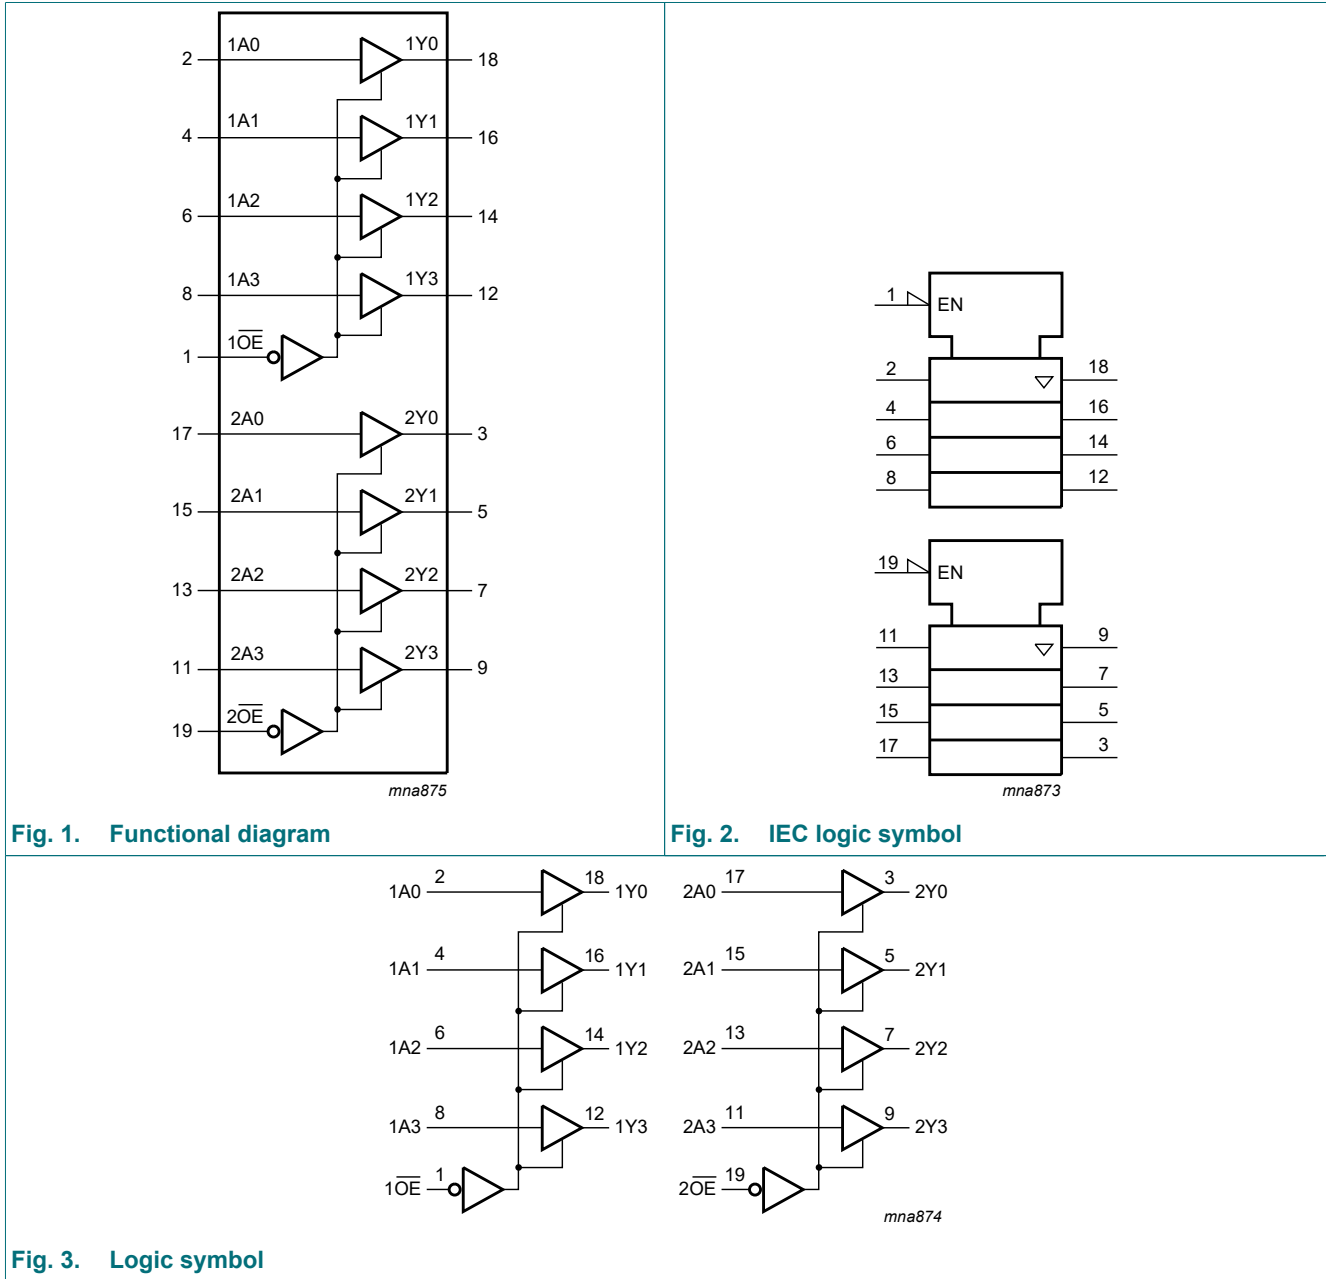 2 1A0 1Y0 18
4 1A1 1Y1 16
6 1A2 1Y2 14
8 1A3 1Y3 12
1 1O̅E̅
17 2A0 2Y0 3
15 2A1 2Y1 5
13 2A2 2Y2 7
11 2A3 2Y3 9
19 2O̅E̅
mna875
Fig. 1. Functional diagram
1 EN
2 18
4 16
6 14
8 12
19 EN
11 9
13 7
15 5
17 3
mna873
Fig. 2. IEC logic symbol
1A0 2 18 1Y0
1A1 4 16 1Y1
1A2 6 14 1Y2
1A3 8 12 1Y3
1O̅E̅ 1
2A0 17 3 2Y0
2A1 15 5 2Y1
2A2 13 7 2Y2
2A3 11 9 2Y3
2O̅E̅ 19
mna874
Fig. 3. Logic symbol